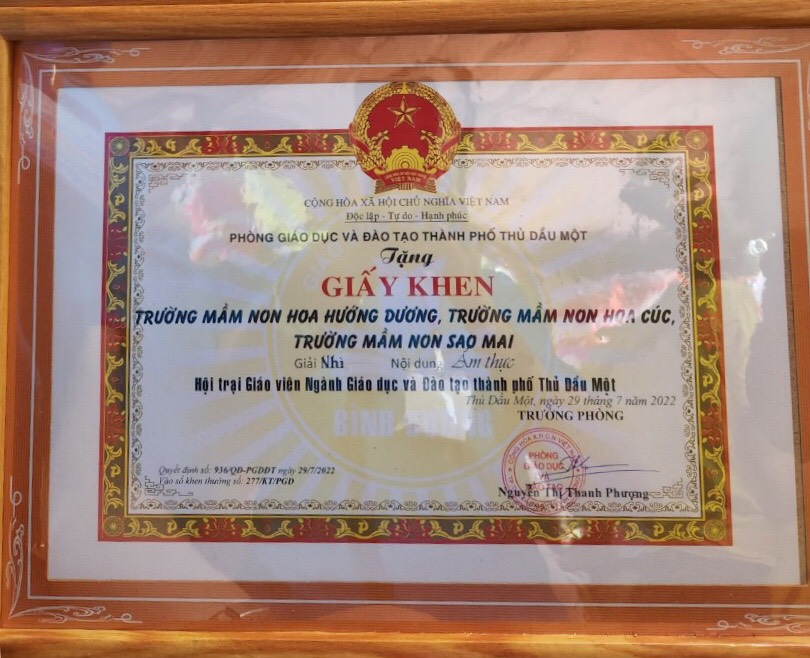 VIỆT NAM
CỘNG HÒA XÃ HỘI CHỦ NGHĨA VIỆT NAM
Độc lập - Tự do - Hạnh phúc
PHÒNG GIÁO DỤC VÀ ĐÀO TẠO THÀNH PHỐ THỦ DẦU MỘT
Tặng
GIẤY KHEN
TRƯỜNG MẦM NON HOA HƯỚNG DƯƠNG, TRƯỜNG MẦM NON HOA CÚC,
TRƯỜNG MẦM NON SAO MAI
Giải Nhì Nội dung Ẩm thực
Hội trại Giáo viên Ngành Giáo dục và Đào tạo thành phố Thủ Dầu Một
Thủ Dầu Một, ngày 29 tháng 7 năm 2022
TRƯỞNG PHÒNG
BÌNH DƯƠNG
PHÒNG
GIÁO DỤC
VÀ
Quyết định số: 936/QĐ-PGDĐT ngày 29/7/2022
Vào sổ khen thưởng số: 277/KT/PGD
Nguyễn Thị Thanh Phượng